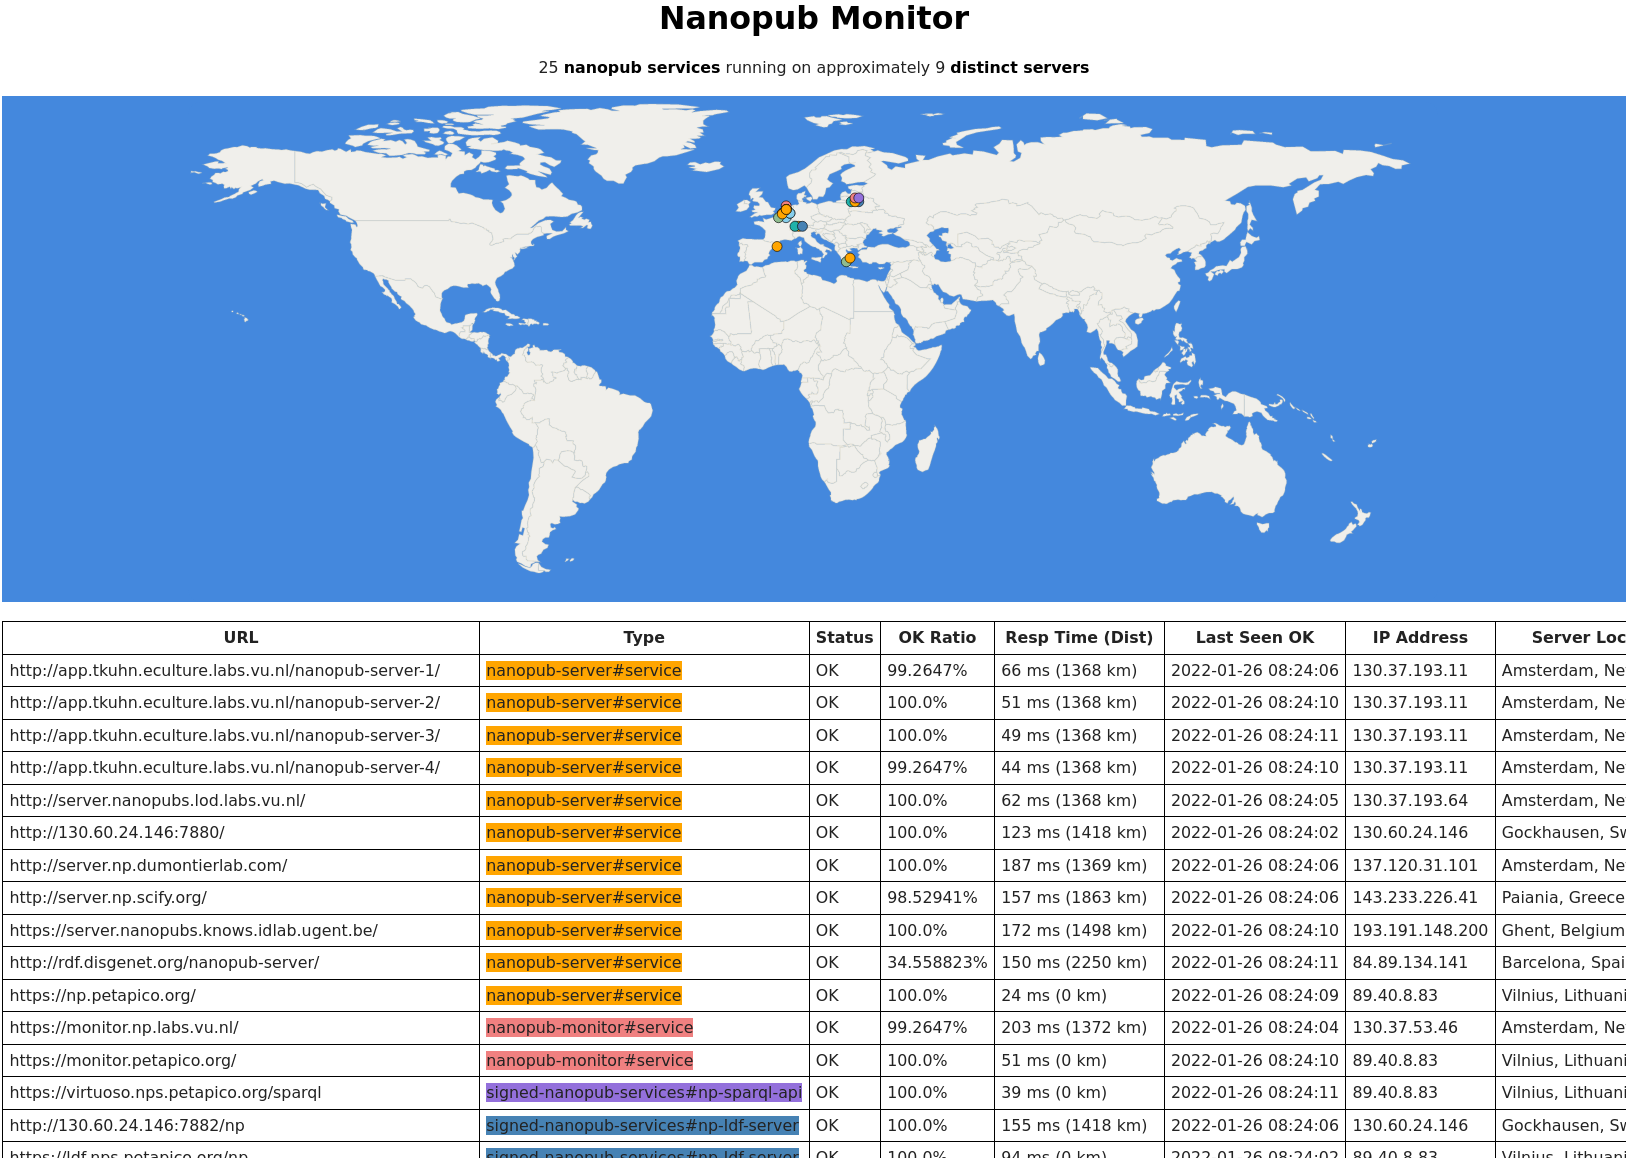 Nanopub Monitor
25 nanopub services running on approximately 9 distinct servers
URL Type Status OK Ratio Resp Time (Dist) Last Seen OK IP Address Server Loc
http://app.tkuhn.eculture.labs.vu.nl/nanopub-server-1/ nanopub-server#service OK 99.2647% 66 ms (1368 km) 2022-01-26 08:24:06 130.37.193.11 Amsterdam, Ne
http://app.tkuhn.eculture.labs.vu.nl/nanopub-server-2/ nanopub-server#service OK 100.0% 51 ms (1368 km) 2022-01-26 08:24:10 130.37.193.11 Amsterdam, Ne
http://app.tkuhn.eculture.labs.vu.nl/nanopub-server-3/ nanopub-server#service OK 100.0% 49 ms (1368 km) 2022-01-26 08:24:11 130.37.193.11 Amsterdam, Ne
http://app.tkuhn.eculture.labs.vu.nl/nanopub-server-4/ nanopub-server#service OK 99.2647% 44 ms (1368 km) 2022-01-26 08:24:10 130.37.193.11 Amsterdam, Ne
http://server.nanopubs.lod.labs.vu.nl/ nanopub-server#service OK 100.0% 62 ms (1368 km) 2022-01-26 08:24:05 130.37.193.64 Amsterdam, Ne
http://130.60.24.146:7880/ nanopub-server#service OK 100.0% 123 ms (1418 km) 2022-01-26 08:24:02 130.60.24.146 Gockhausen, Sw
http://server.np.dumontierlab.com/ nanopub-server#service OK 100.0% 187 ms (1369 km) 2022-01-26 08:24:06 137.120.31.101 Amsterdam, Ne
http://server.np.scify.org/ nanopub-server#service OK 98.52941% 157 ms (1863 km) 2022-01-26 08:24:06 143.233.226.41 Paiania, Greece
https://server.nanopubs.knows.idlab.ugent.be/ nanopub-server#service OK 100.0% 172 ms (1498 km) 2022-01-26 08:24:10 193.191.148.200 Ghent, Belgium
http://rdf.disgenet.org/nanopub-server/ nanopub-server#service OK 34.558823% 150 ms (2250 km) 2022-01-26 08:24:11 84.89.134.141 Barcelona, Spai
https://np.petapico.org/ nanopub-server#service OK 100.0% 24 ms (0 km) 2022-01-26 08:24:09 89.40.8.83 Vilnius, Lithuani
https://monitor.np.labs.vu.nl/ nanopub-monitor#service OK 99.2647% 203 ms (1372 km) 2022-01-26 08:24:04 130.37.53.46 Amsterdam, Ne
https://monitor.petapico.org/ nanopub-monitor#service OK 100.0% 51 ms (0 km) 2022-01-26 08:24:10 89.40.8.83 Vilnius, Lithuani
https://virtuoso.nps.petapico.org/sparql signed-nanopub-services#np-sparql-api OK 100.0% 39 ms (0 km) 2022-01-26 08:24:11 89.40.8.83 Vilnius, Lithuani
http://130.60.24.146:7882/np signed-nanopub-services#np-ldf-server OK 100.0% 155 ms (1418 km) 2022-01-26 08:24:06 130.60.24.146 Gockhausen, Sw
https://ldf.nps.petapico.org/np signed-nanopub-services#np-ldf-server OK 100.0% 94 ms (0 km) 2022-01-26 08:24:02 89.40.8.83 Vilnius, Lithuani